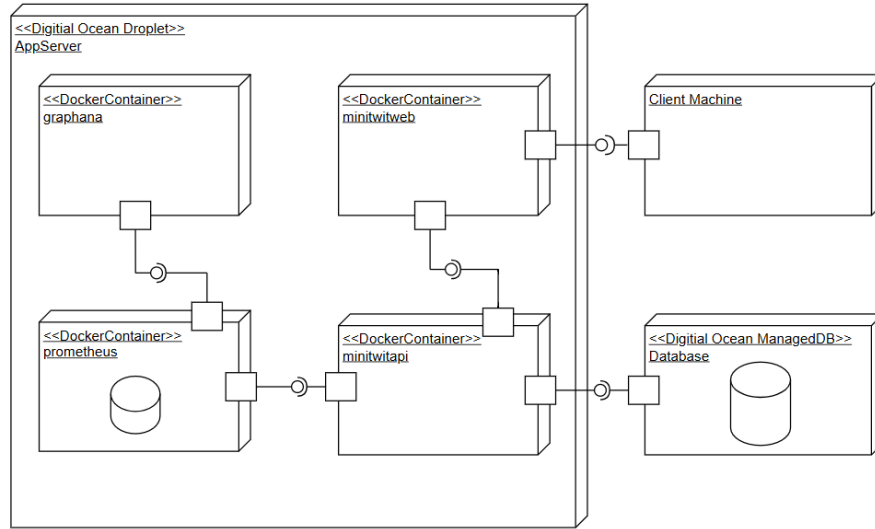 <<Digitial Ocean Droplet>>
AppServer
<<DockerContainer>>
graphana
<<DockerContainer>>
minitwitweb
Client Machine
<<DockerContainer>>
prometheus
<<DockerContainer>>
minitwitapi
<<Digitial Ocean ManagedDB>>
Database